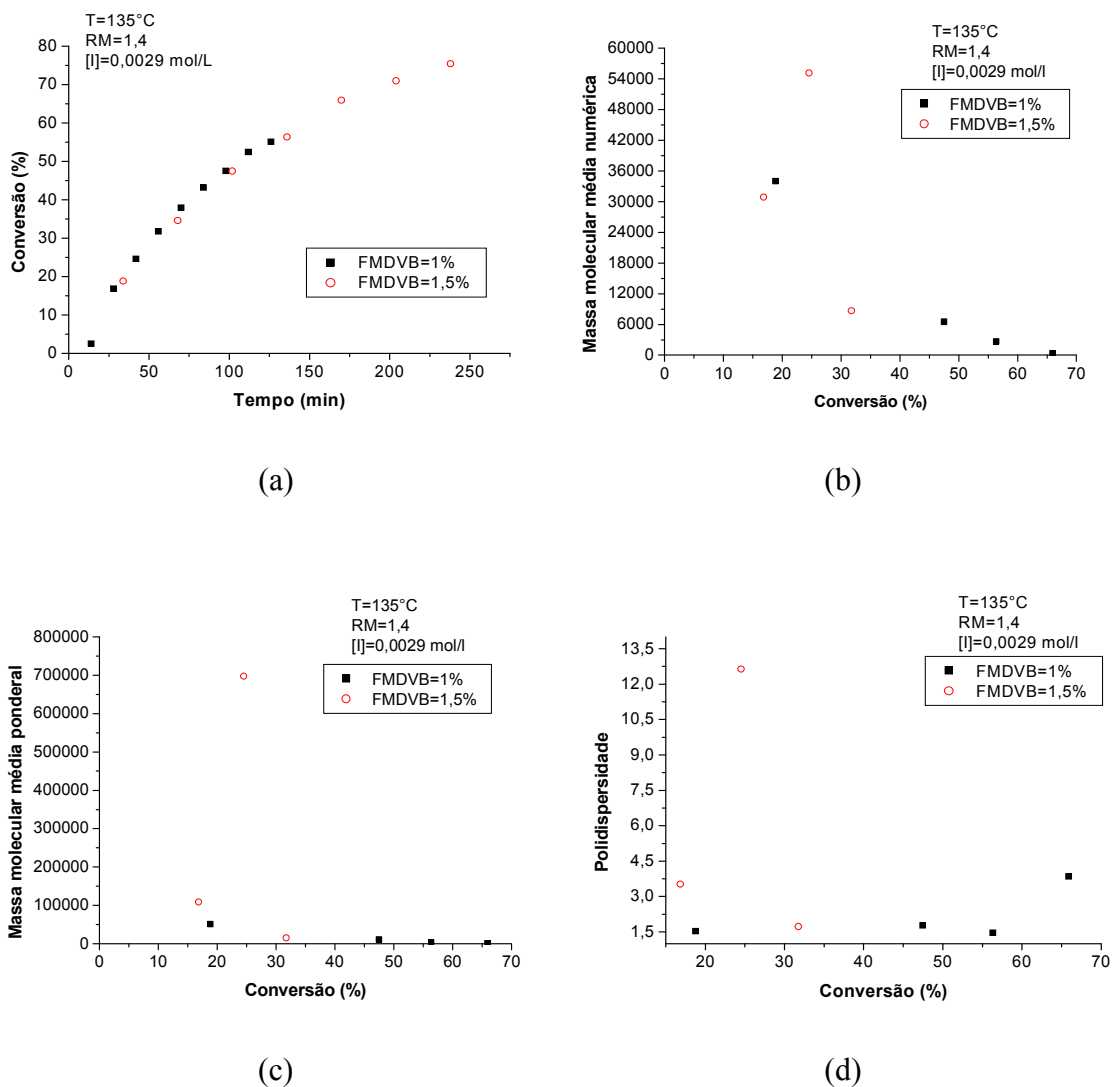 T=135°C
RM=1,4
[I]=0,0029 mol/L
80
70
60
50
40
30
20
10
0
Conversão (%)
FMDVB=1%
FMDVB=1,5%
0 50 100 150 200 250
Tempo (min)
(a)
T=135°C
RM=1,4
[I]=0,0029 mol/l
FMDVB=1%
FMDVB=1,5%
60000
54000
48000
42000
36000
30000
24000
18000
12000
6000
0
Massa molecular média numérica
0 10 20 30 40 50 60 70
Conversão (%)
(b)
T=135°C
RM=1,4
[I]=0,0029 mol/l
FMDVB=1%
FMDVB=1,5%
800000
700000
600000
500000
400000
300000
200000
100000
0
Massa molecular média ponderal
0 10 20 30 40 50 60 70
Conversão (%)
(c)
T=135°C
RM=1,4
[I]=0,0029 mol/l
FMDVB=1%
FMDVB=1,5%
13,5
12,0
10,5
9,0
7,5
6,0
4,5
3,0
1,5
Polidispersidade
20 30 40 50 60 70
Conversão (%)
(d)